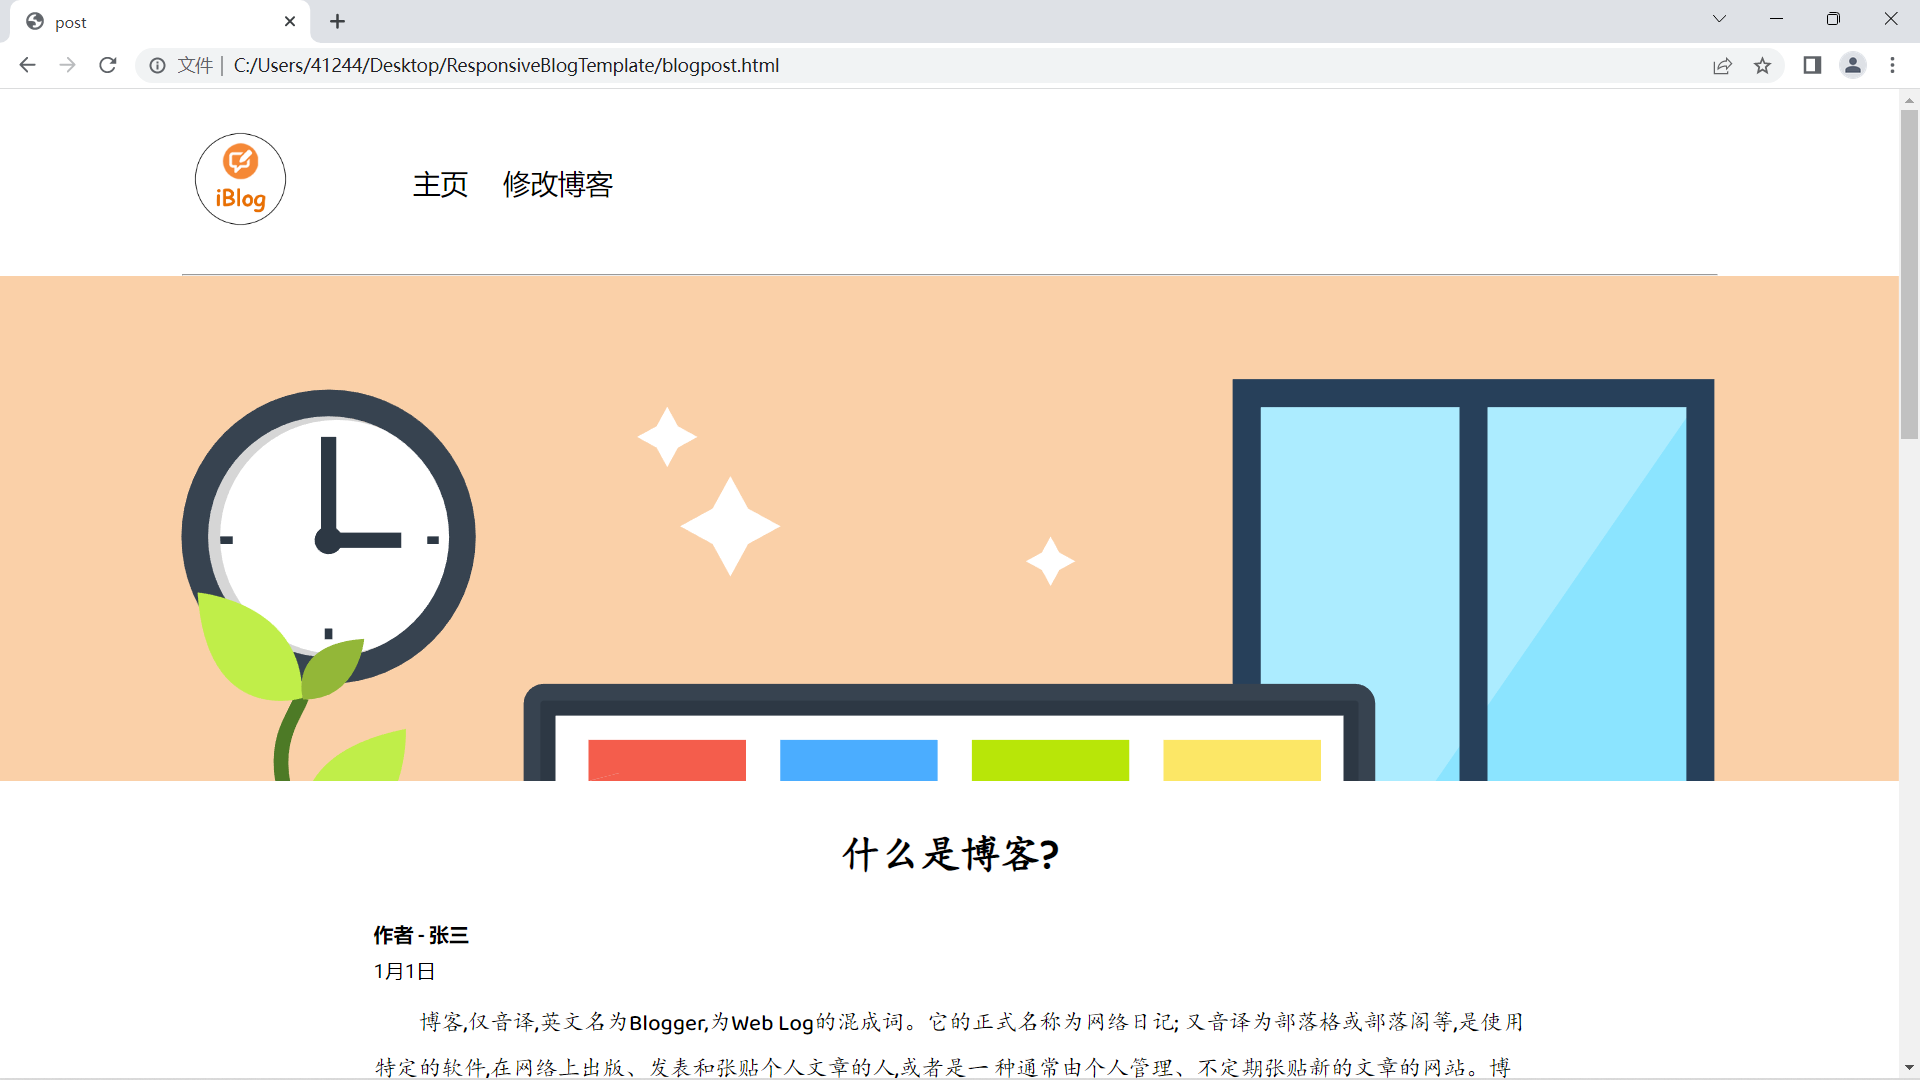 post
文件 | C:/Users/41244/Desktop/ResponsiveBlogTemplate/blogpost.html
iBlog
主页 修改博客
什么是博客?
作者 - 张三
1月1日
博客,仅音译,英文名为Blogger,为Web Log的混成词。它的正式名称为网络日记; 又音译为部落格或部落阁等,是使用
特定的软件,在网络上出版、发表和张贴个人文章的人,或者是一种通常由个人管理、不定期张贴新的文章的网站。博